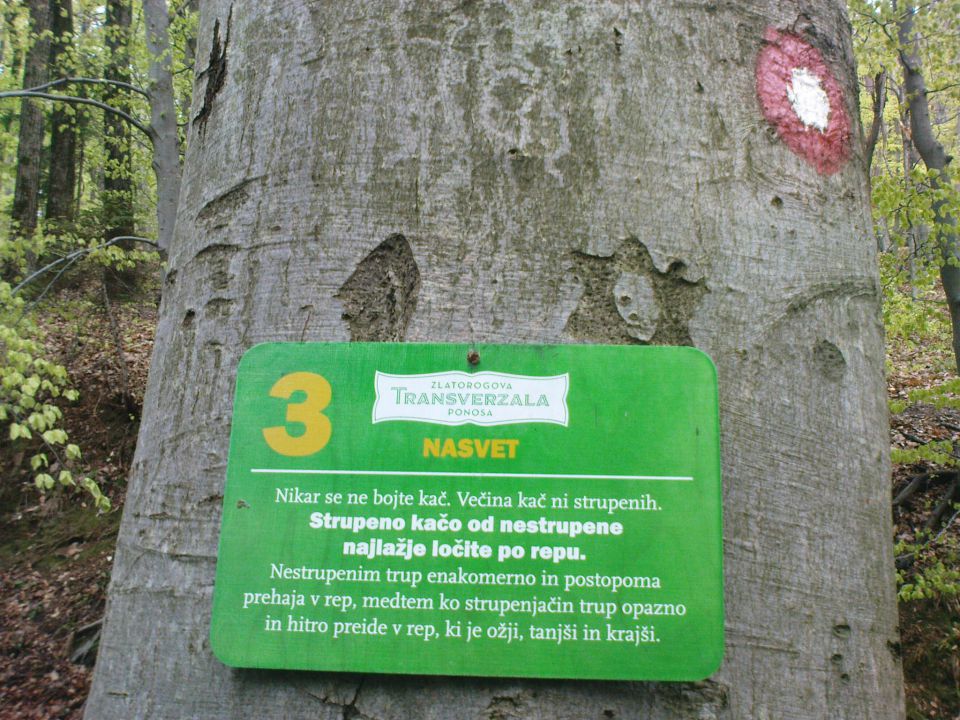 3
ZLATOROGOVA
TRANSVERZALA
PONOSA
NASVET
Nikar se ne bojte kač. Večina kač ni strupenih.
Strupeno kačo od nestrupene
najlažje ločite po repu.
Nestrupenim trup enakomerno in postopoma
prehaja v rep, medtem ko strupenjačin trup opazno
in hitro preide v rep, ki je ožji, tanjši in krajši.